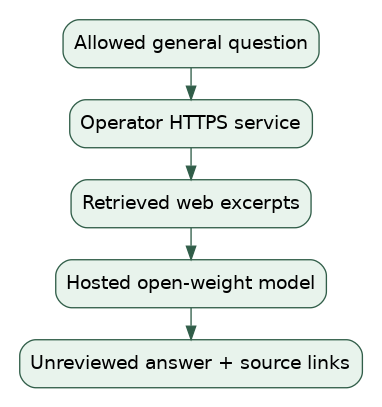 Allowed general question
Operator HTTPS service
Retrieved web excerpts
Hosted open-weight model
Unreviewed answer + source links